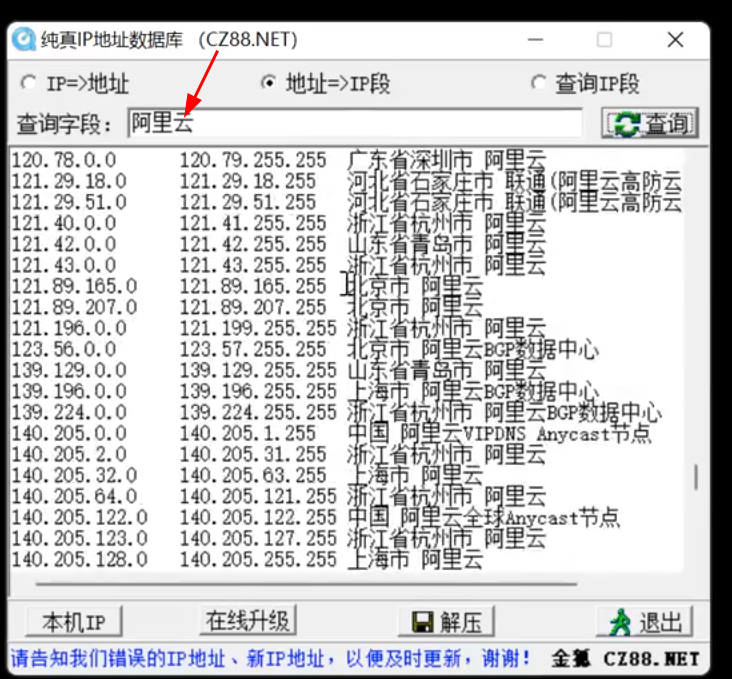 纯真IP地址数据库 (CZ88.NET)
IP=>地址 地址=>IP段 查询IP段
查询字段: 阿里云 查询
120.78.0.0 120.79.255.255 广东省深圳市 阿里云
121.29.18.0 121.29.18.255 河北省石家庄市 联通(阿里云高防云
121.29.51.0 121.29.51.255 河北省石家庄市 联通(阿里云高防云
121.40.0.0 121.41.255.255 浙江省杭州市 阿里云
121.42.0.0 121.42.255.255 山东省青岛市 阿里云
121.43.0.0 121.43.255.255 浙江省杭州市 阿里云
121.89.165.0 121.89.165.255 北京市 阿里云
121.89.207.0 121.89.207.255 北京市 阿里云
121.196.0.0 121.199.255.255 浙江省杭州市 阿里云
123.56.0.0 123.57.255.255 北京市 阿里云BGP数据中心
139.129.0.0 139.129.255.255 山东省青岛市 阿里云
139.196.0.0 139.196.255.255 上海市 阿里云BGP数据中心
139.224.0.0 139.224.255.255 浙江省杭州市 阿里云BGP数据中心
140.205.0.0 140.205.1.255 中国 阿里云VIPDNS Anycast节点
140.205.2.0 140.205.31.255 浙江省杭州市 阿里云
140.205.32.0 140.205.63.255 上海市 阿里云
140.205.64.0 140.205.121.255 浙江省杭州市 阿里云
140.205.122.0 140.205.122.255 中国 阿里云全球Anycast节点
140.205.123.0 140.205.127.255 浙江省杭州市 阿里云
140.205.128.0 140.205.255.255 上海市 阿里云
本机IP 在线升级 解压 退出
请告知我们错误的IP地址、新IP地址，以便及时更新，谢谢! 金狐 CZ88.NET